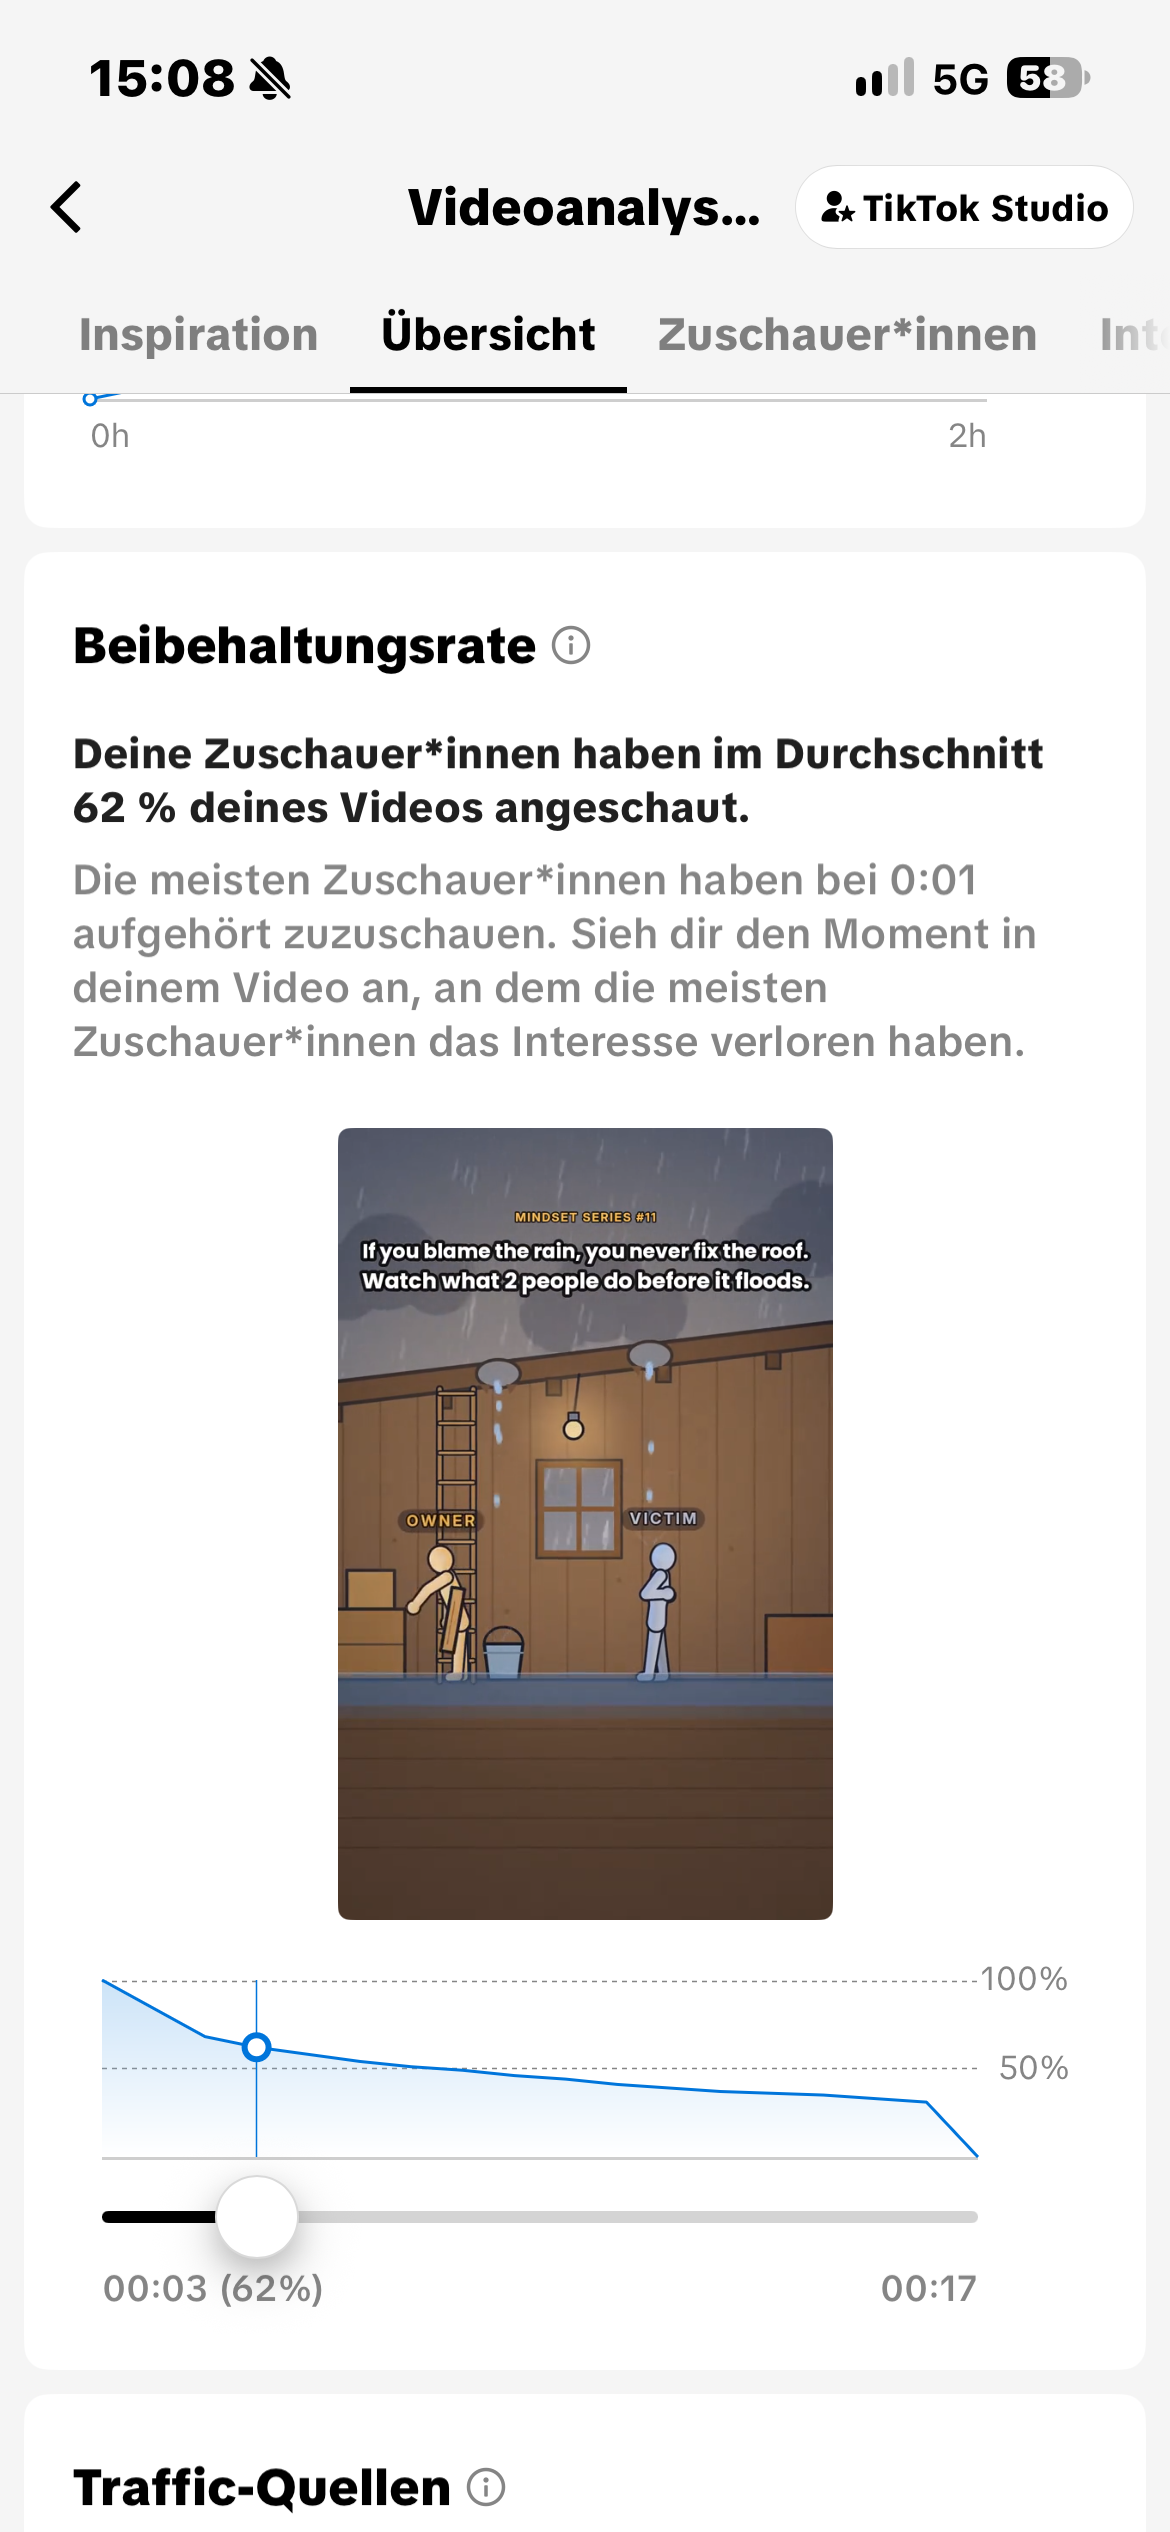 15:08
5G
58
Videoanalys...
TikTok Studio
Inspiration
Übersicht
Zuschauer*innen
Int
0h
2h
Beibehaltungsrate
Deine Zuschauer*innen haben im Durchschnitt
62 % deines Videos angeschaut.
Die meisten Zuschauer*innen haben bei 0:01
aufgehört zuzuschauen. Sieh dir den Moment in
deinem Video an, an dem die meisten
Zuschauer*innen das Interesse verloren haben.
MINDSET SERIES #11
If you blame the rain, you never fix the roof.
Watch what 2 people do before it floods.
OWNER
VICTIM
100%
50%
00:03 (62%)
00:17
Traffic-Quellen